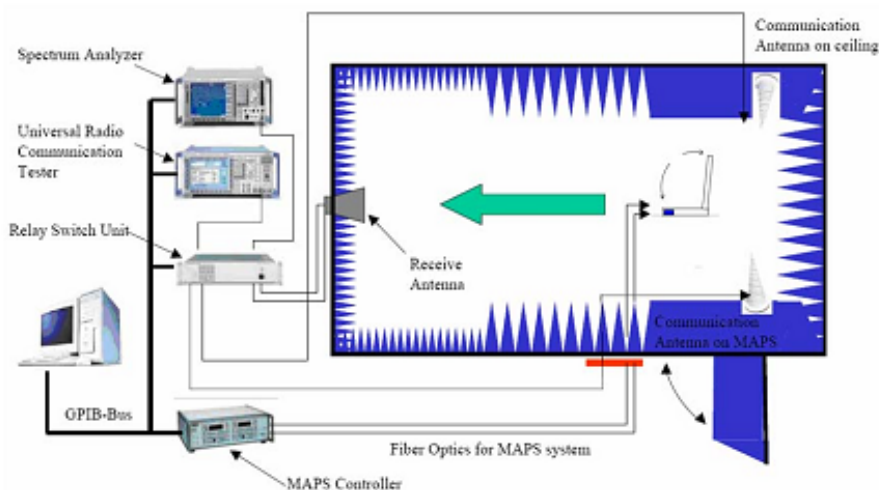 Spectrum Analyzer
Universal Radio
Communication
Tester
Relay Switch Unit
GPIB-Bus
MAPS Controller
Fiber Optics for MAPS system
Receive
Antenna
Communication
Antenna on ceiling
Communication
Antenna on MAPS